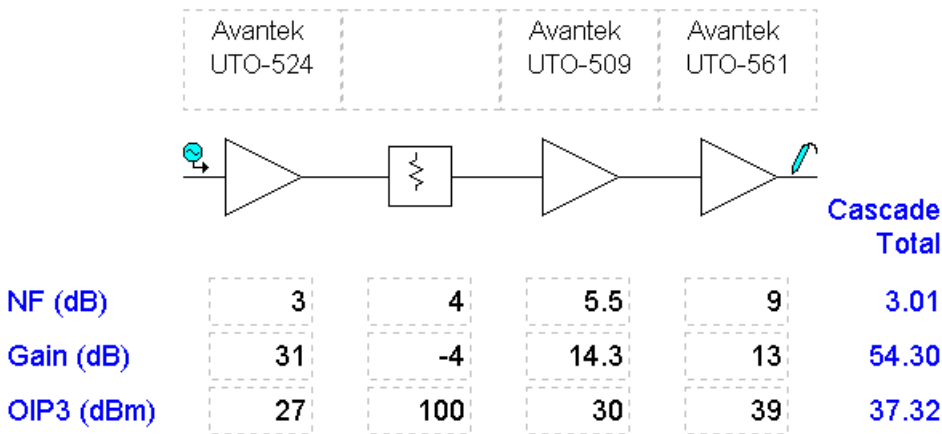 Avantek UTO-524
Avantek UTO-509
Avantek UTO-561
Cascade
Total
NF (dB) 3 4 5.5 9 3.01
Gain (dB) 31 -4 14.3 13 54.30
OIP3 (dBm) 27 100 30 39 37.32